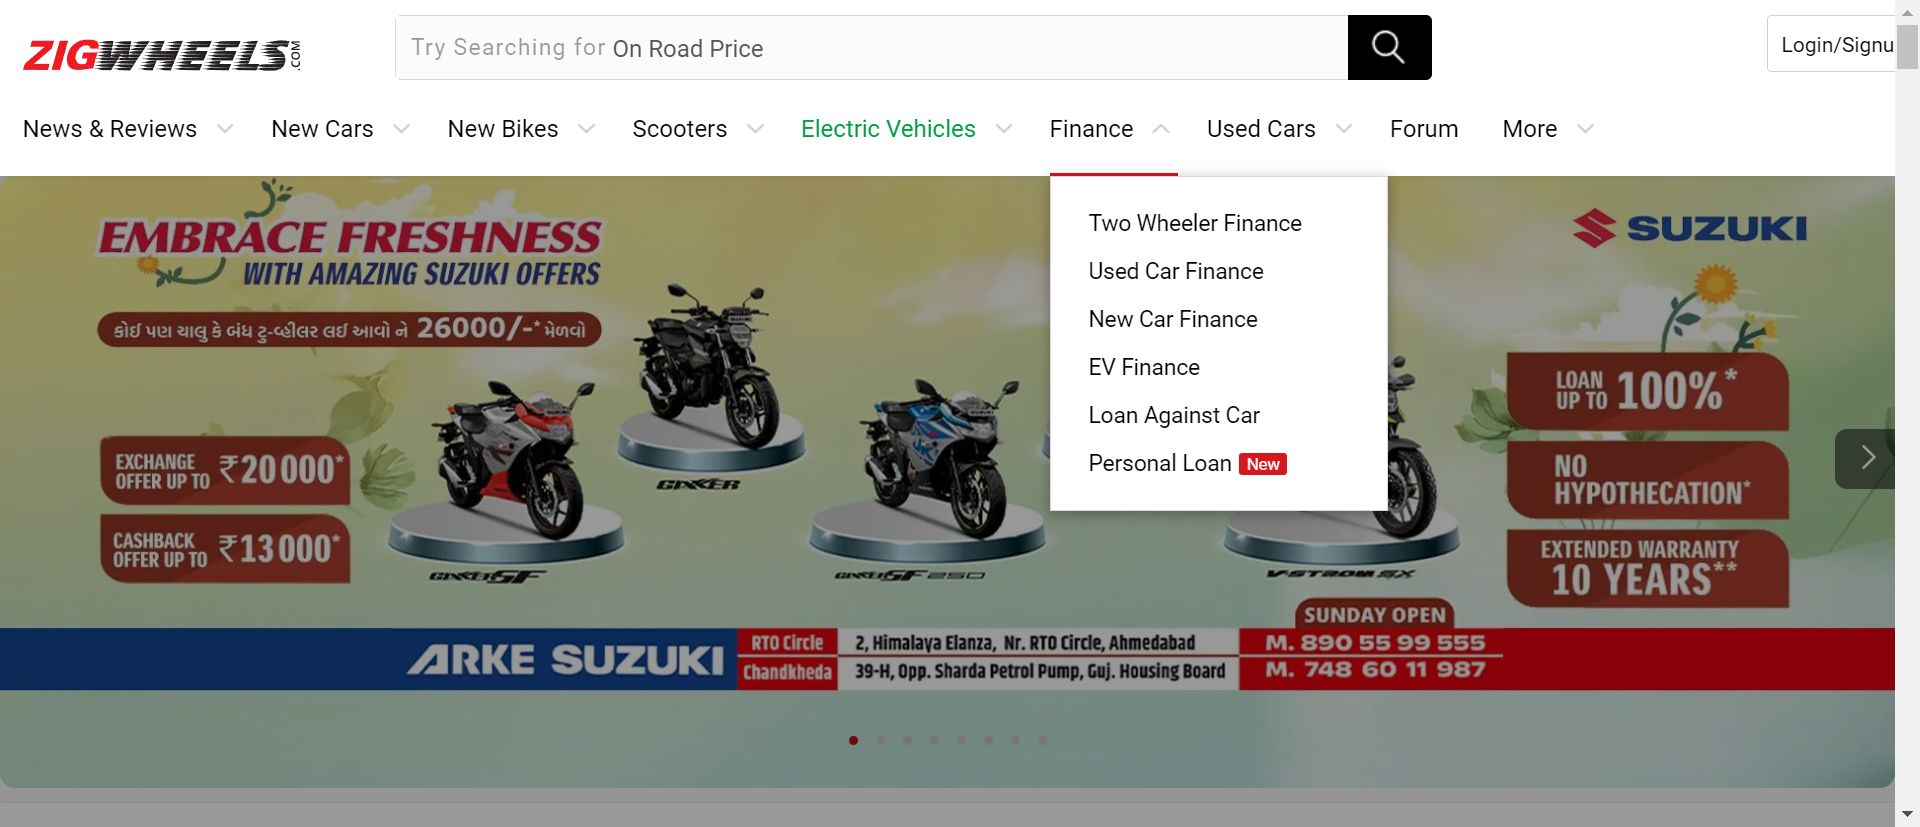 ZIGWHEELS.COM
Try Searching for On Road Price
Login/Signu
News & Reviews
New Cars
New Bikes
Scooters
Electric Vehicles
Finance
Used Cars
Forum
More
Two Wheeler Finance
Used Car Finance
New Car Finance
EV Finance
Loan Against Car
Personal Loan New
EMBRACE FRESHNESS
WITH AMAZING SUZUKI OFFERS
કોઈ પણ ચાલુ કે બંધ ટુ-વ્હીલર લઈ આવો ને 26000/-* મેળવો
EXCHANGE
OFFER UP TO ₹20000*
CASHBACK
OFFER UP TO ₹13000*
GIXXER
GIXXER SF
GIXXER SF 250
V-STROM SX
SUZUKI
LOAN
UP TO 100%*
NO
HYPOTHECATION*
EXTENDED WARRANTY
10 YEARS**
SUNDAY OPEN
ARKE SUZUKI
RTO Circle
2, Himalaya Elanza, Nr. RTO Circle, Ahmedabad
M. 890 55 99 555
Chandkheda
39-H, Opp. Sharda Petrol Pump, Guj. Housing Board
M. 748 60 11 987